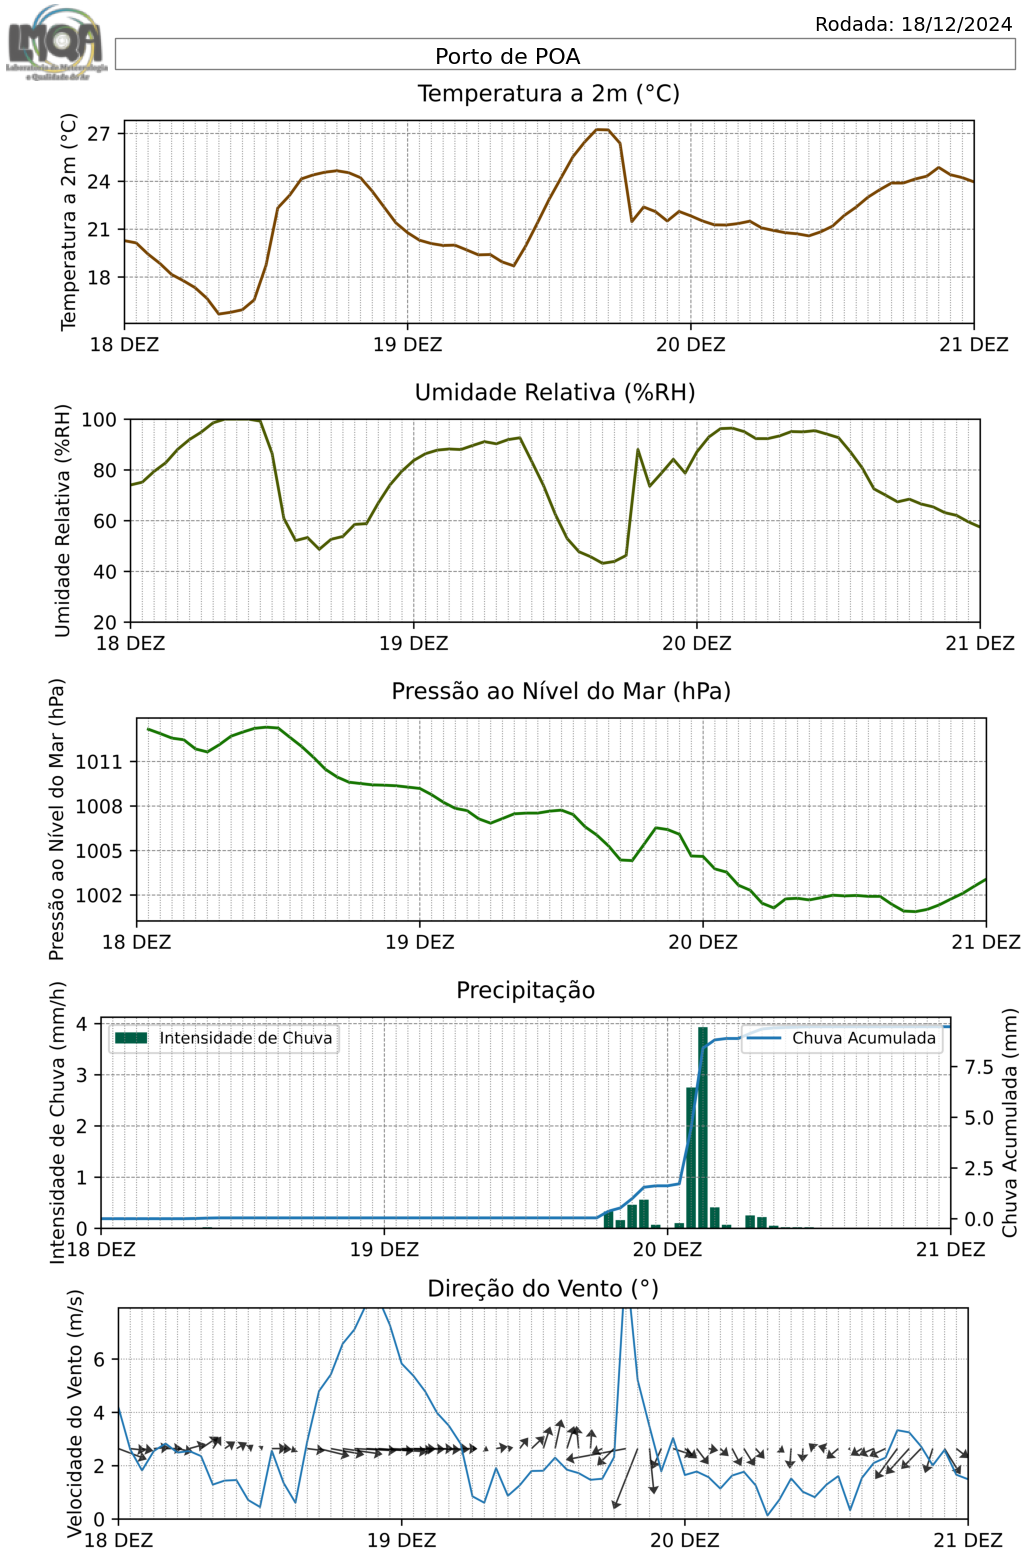 Rodada: 18/12/2024
LMQA
Laboratório de Meteorologia
e Qualidade do Ar
Porto de POA
Temperatura a 2m (°C)
Temperatura a 2m (°C)
27
24
21
18
18 DEZ 19 DEZ 20 DEZ 21 DEZ
Umidade Relativa (%RH)
Umidade Relativa (%RH)
100
80
60
40
20
18 DEZ 19 DEZ 20 DEZ 21 DEZ
Pressão ao Nível do Mar (hPa)
Pressão ao Nível do Mar (hPa)
1011
1008
1005
1002
18 DEZ 19 DEZ 20 DEZ 21 DEZ
Precipitação
Intensidade de Chuva (mm/h)
4
3
2
1
0
Intensidade de Chuva
Chuva Acumulada
7.5
5.0
2.5
0.0
Chuva Acumulada (mm)
18 DEZ 19 DEZ 20 DEZ 21 DEZ
Direção do Vento (°)
Velocidade do Vento (m/s)
6
4
2
0
18 DEZ 19 DEZ 20 DEZ 21 DEZ